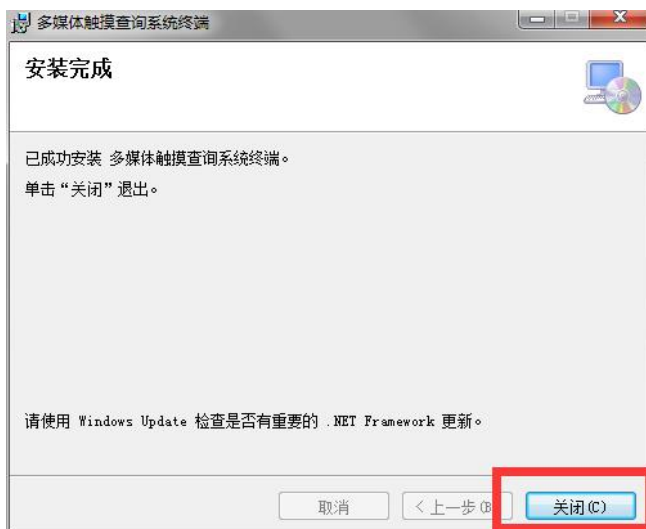 多媒体触摸查询系统终端
安装完成
已成功安装 多媒体触摸查询系统终端。
单击“关闭”退出。
请使用 Windows Update 检查是否有重要的 .NET Framework 更新。
取消
<上一步(B
关闭(C)